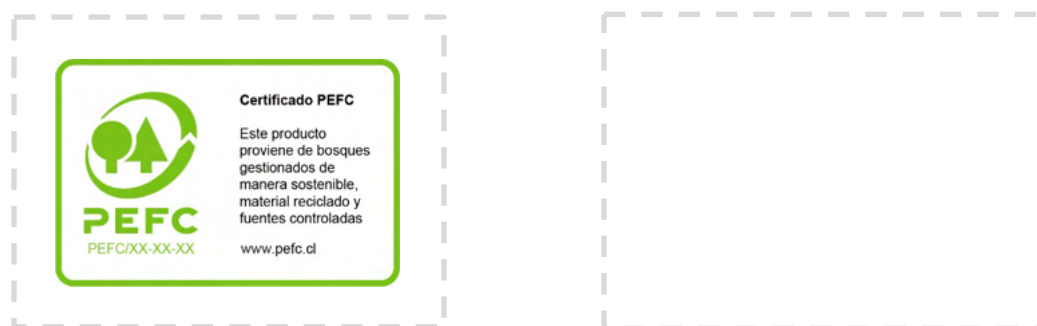 Certificado PEFC
Este producto
proviene de bosques
gestionados de
manera sostenible,
material reciclado y
fuentes controladas
www.pefc.cl
PEFC
PEFC/XX-XX-XX